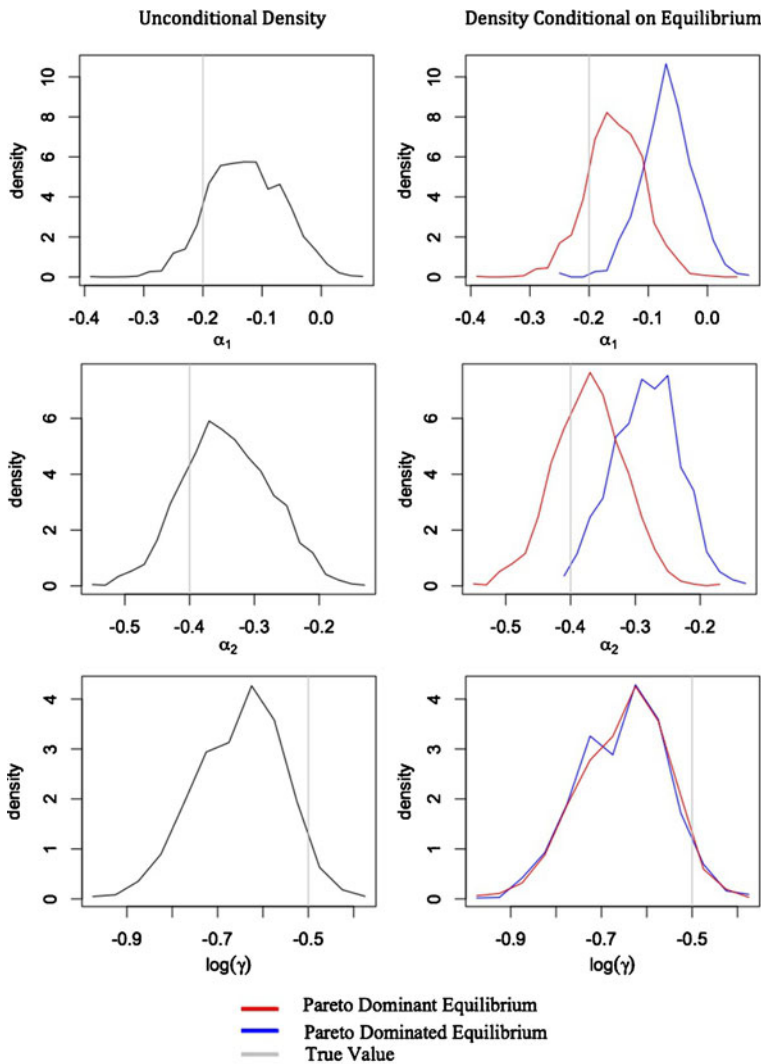 Unconditional Density
Density Conditional on Equilibrium
density
10
8
6
4
2
0
-0.4 -0.3 -0.2 -0.1 0.0
α1
density
10
8
6
4
2
0
-0.4 -0.3 -0.2 -0.1 0.0
α1
density
6
4
2
0
-0.5 -0.4 -0.3 -0.2
α2
density
6
4
2
0
-0.5 -0.4 -0.3 -0.2
α2
density
4
3
2
1
0
-0.9 -0.7 -0.5
log(γ)
density
4
3
2
1
0
-0.9 -0.7 -0.5
log(γ)
Pareto Dominant Equilibrium
Pareto Dominated Equilibrium
True Value